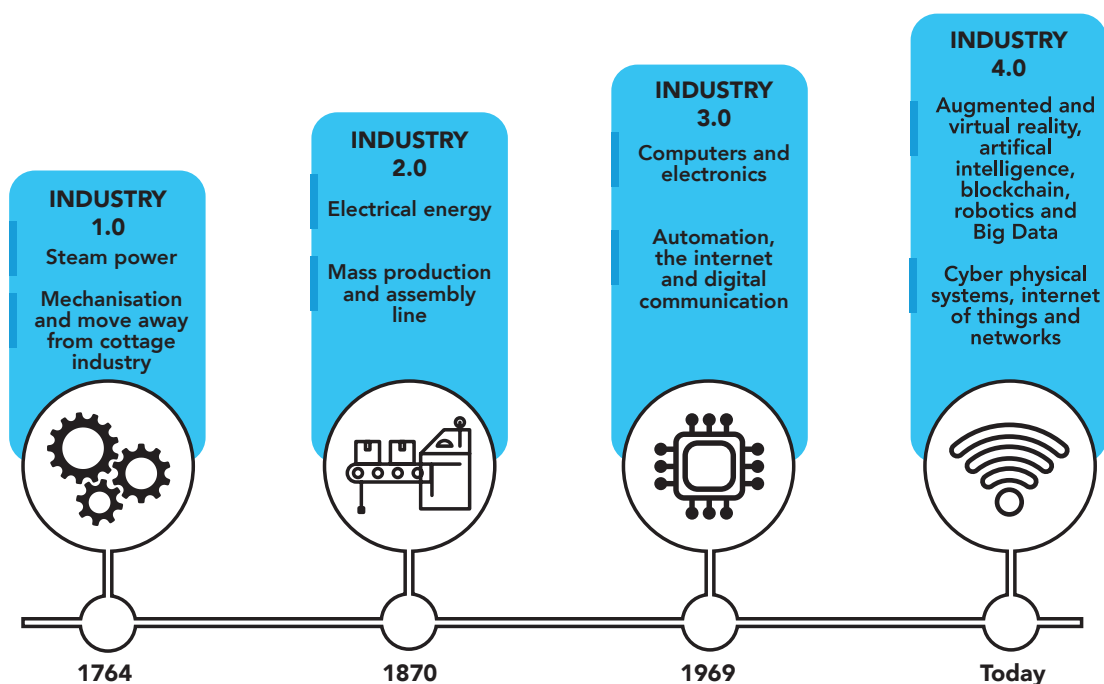 INDUSTRY
1.0
Steam power
Mechanisation
and move away
from cottage
industry
1764
INDUSTRY
2.0
Electrical energy
Mass production
and assembly
line
1870
INDUSTRY
3.0
Computers and
electronics
Automation,
the internet
and digital
communication
1969
INDUSTRY
4.0
Augmented and
virtual reality,
artifical
intelligence,
blockchain,
robotics and
Big Data
Cyber physical
systems, internet
of things and
networks
Today